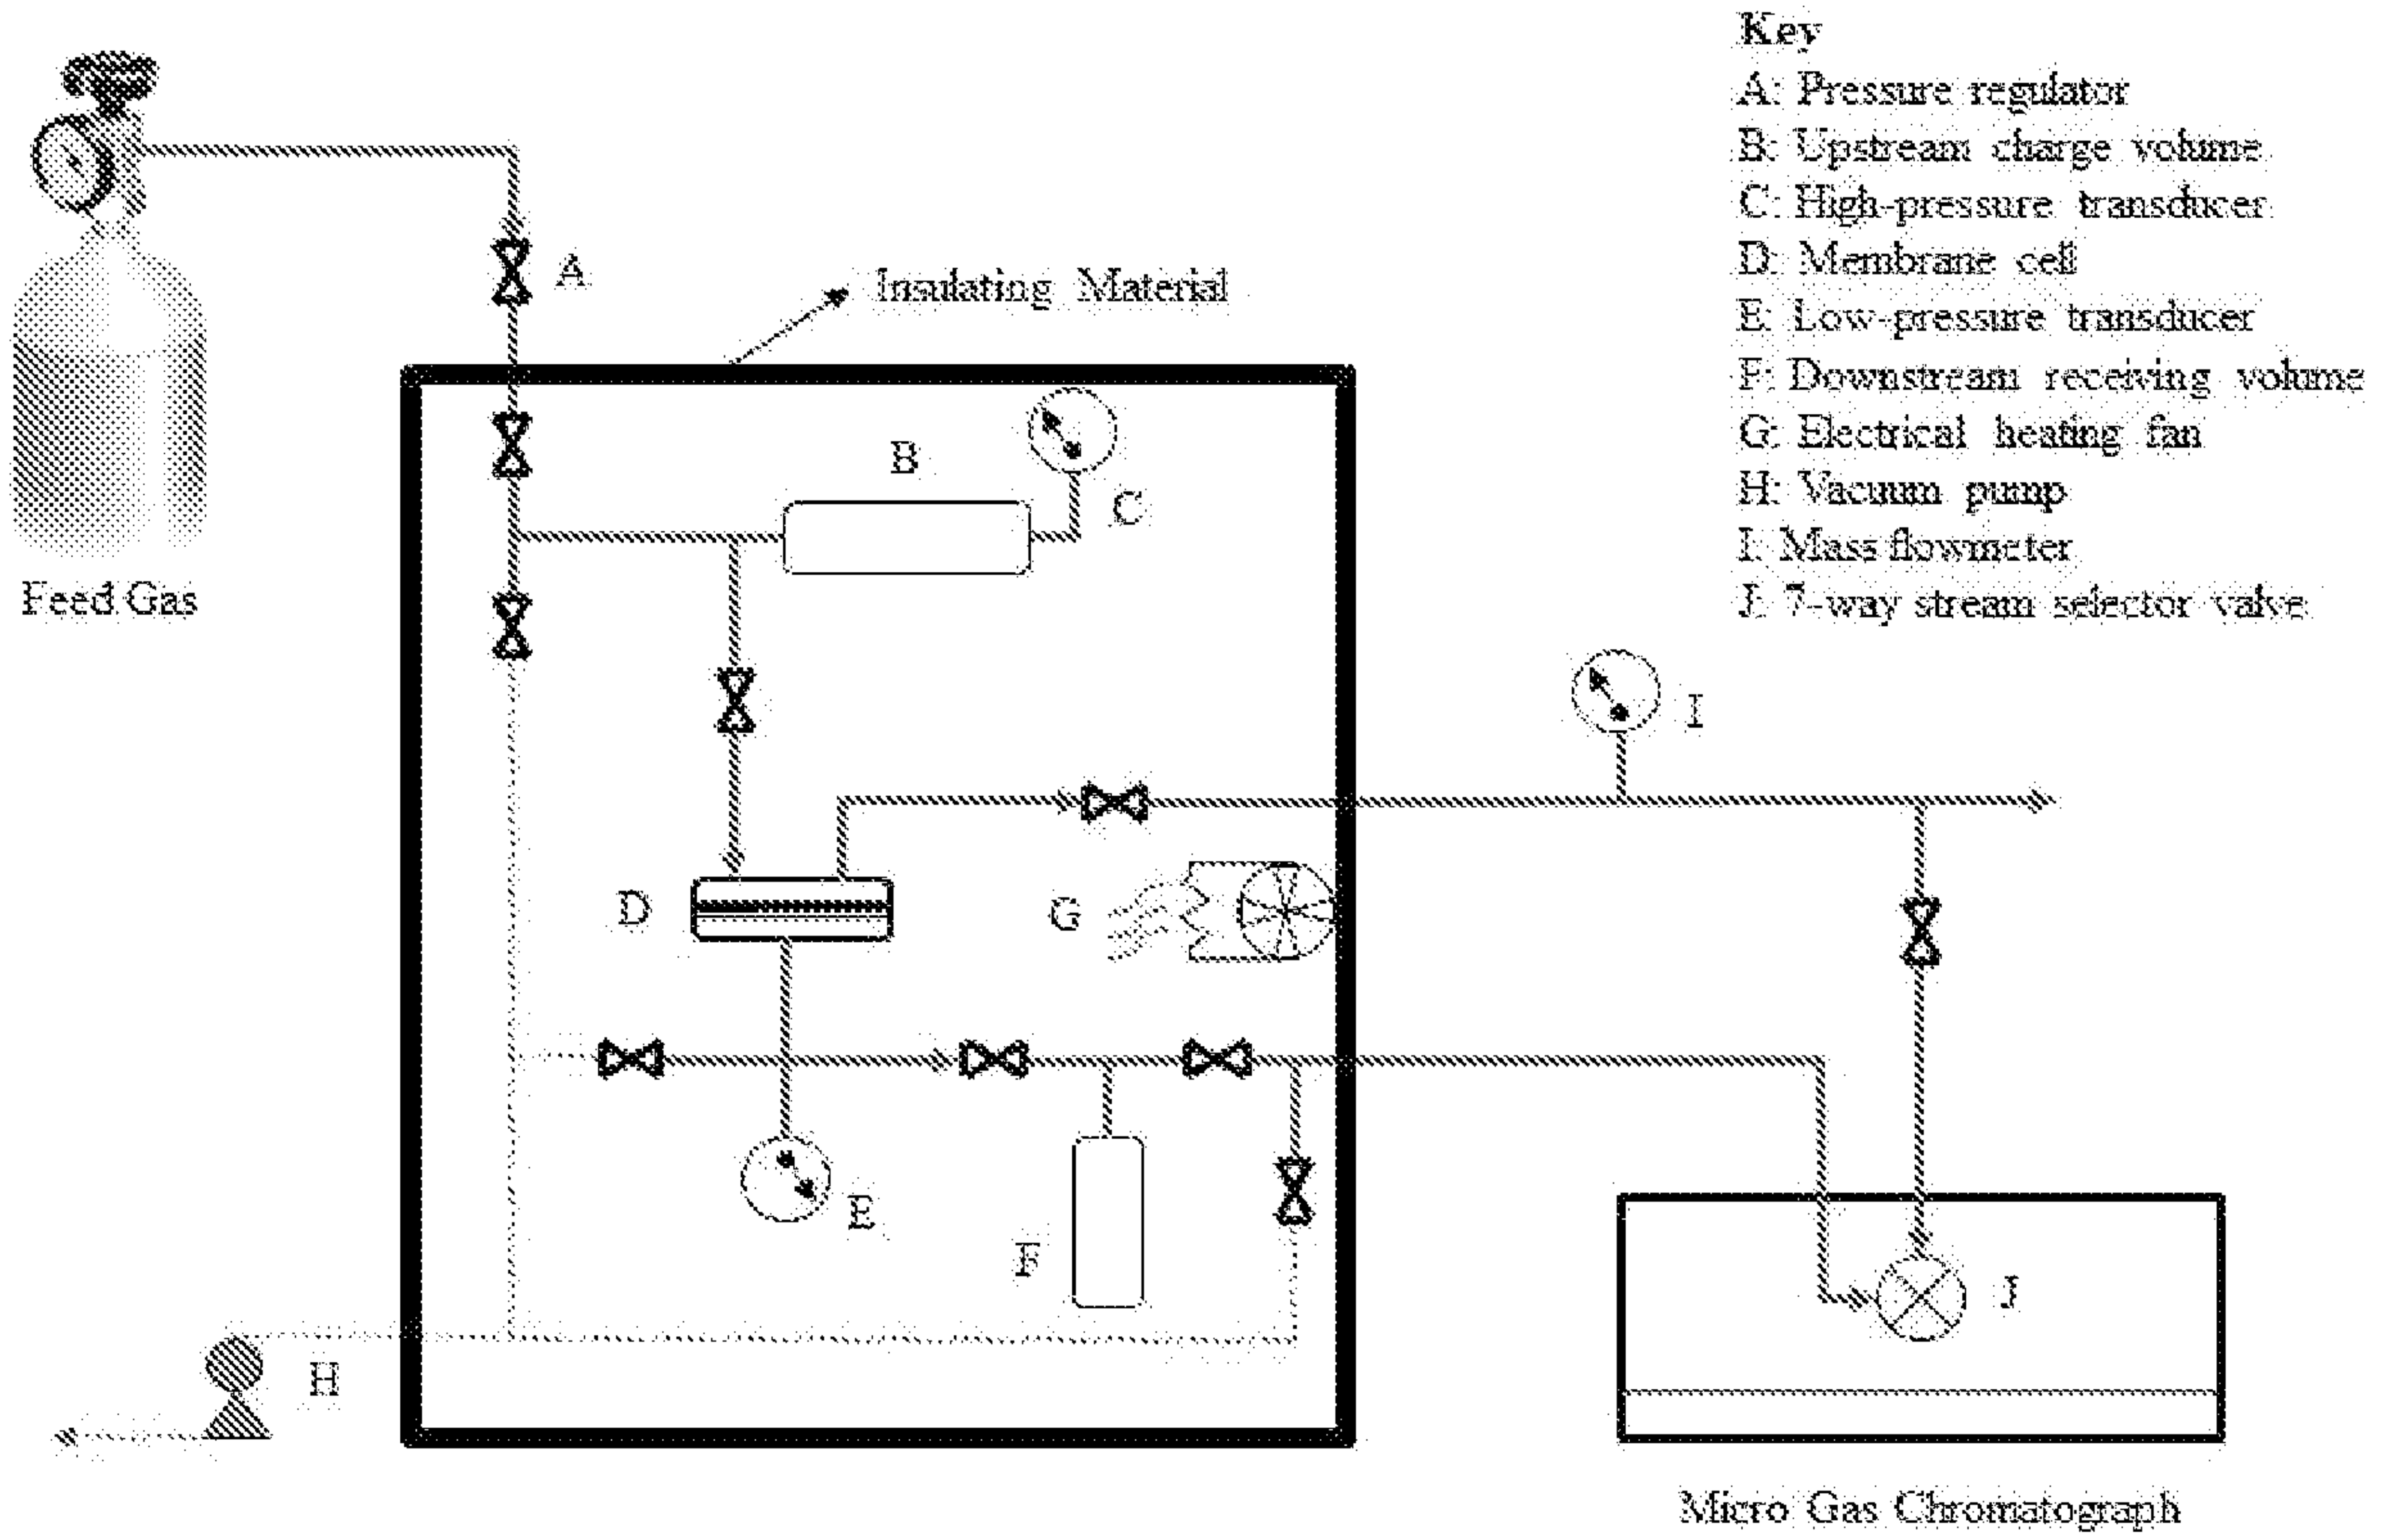 Key
A: Pressure regulator
B: Upstream charge volume
C: High-pressure transducer
D: Membrane cell
E: Low-pressure transducer
F: Downstream receiving volume
G: Electrical heating fan
H: Vacuum pump
I: Mass flowmeter
J: 7-way stream selector valve
A
Insulating Material
B
C
Feed Gas
I
D
G
E
F
J
H
Micro Gas Chromatograph